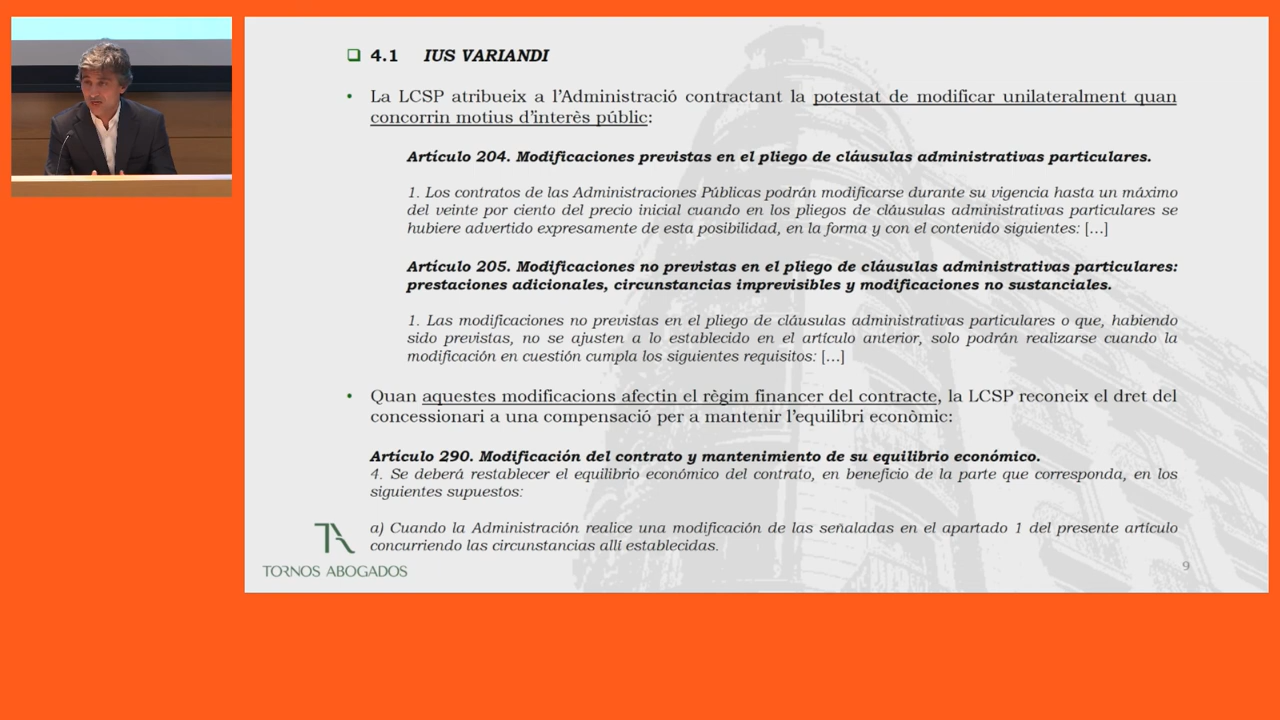 4.1 IUS VARIANDI
• La LCSP atribueix a l'Administració contractant la potestat de modificar unilateralment quan
concorrin motius d'interès públic:
Artículo 204. Modificaciones previstas en el pliego de cláusulas administrativas particulares.
1. Los contratos de las Administraciones Públicas podrán modificarse durante su vigencia hasta un máximo
del veinte por ciento del precio inicial cuando en los pliegos de cláusulas administrativas particulares se
hubiere advertido expresamente de esta posibilidad, en la forma y con el contenido siguientes: [...]
Artículo 205. Modificaciones no previstas en el pliego de cláusulas administrativas particulares:
prestaciones adicionales, circunstancias imprevisibles y modificaciones no sustanciales.
1. Las modificaciones no previstas en el pliego de cláusulas administrativas particulares o que, habiendo
sido previstas, no se ajusten a lo establecido en el artículo anterior, solo podrán realizarse cuando la
modificación en cuestión cumpla los siguientes requisitos: [...]
• Quan aquestes modificacions afectin el règim financer del contracte, la LCSP reconeix el dret del
concessionari a una compensació per a mantenir l'equilibri econòmic:
Artículo 290. Modificación del contrato y mantenimiento de su equilibrio económico.
4. Se deberá restablecer el equilibrio económico del contrato, en beneficio de la parte que corresponda, en los
siguientes supuestos:
a) Cuando la Administración realice una modificación de las señaladas en el apartado 1 del presente artículo
concurriendo las circunstancias allí establecidas.
TA
TORNOS ABOGADOS
9